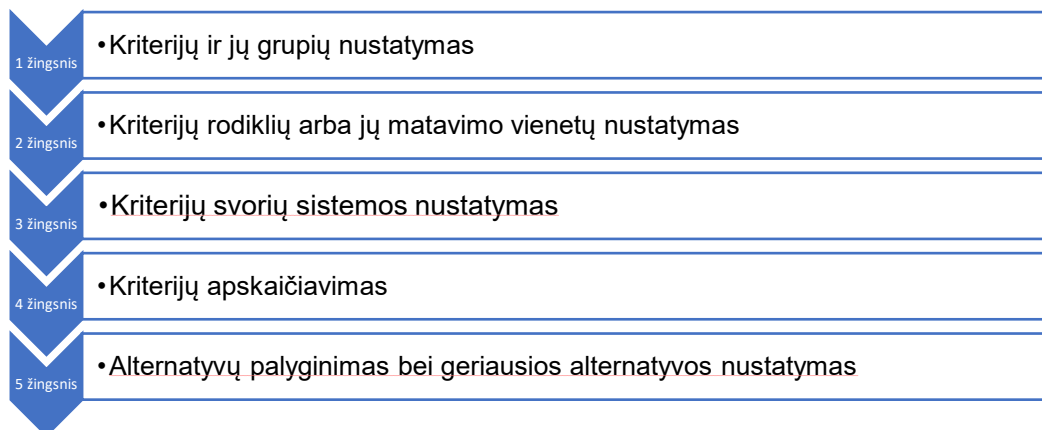 1 žingsnis
•Kriterijų ir jų grupių nustatymas
2 žingsnis
•Kriterijų rodiklių arba jų matavimo vienetų nustatymas
3 žingsnis
•Kriterijų svorių sistemos nustatymas
4 žingsnis
•Kriterijų apskaičiavimas
5 žingsnis
•Alternatyvų palyginimas bei geriausios alternatyvos nustatymas